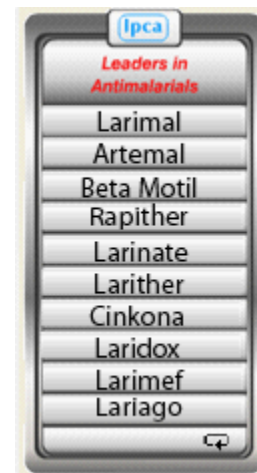 Ipca
Leaders in
Antimalarials
Larimal
Artemal
Beta Motil
Rapither
Larinate
Larither
Cinkona
Laridox
Larimef
Lariago